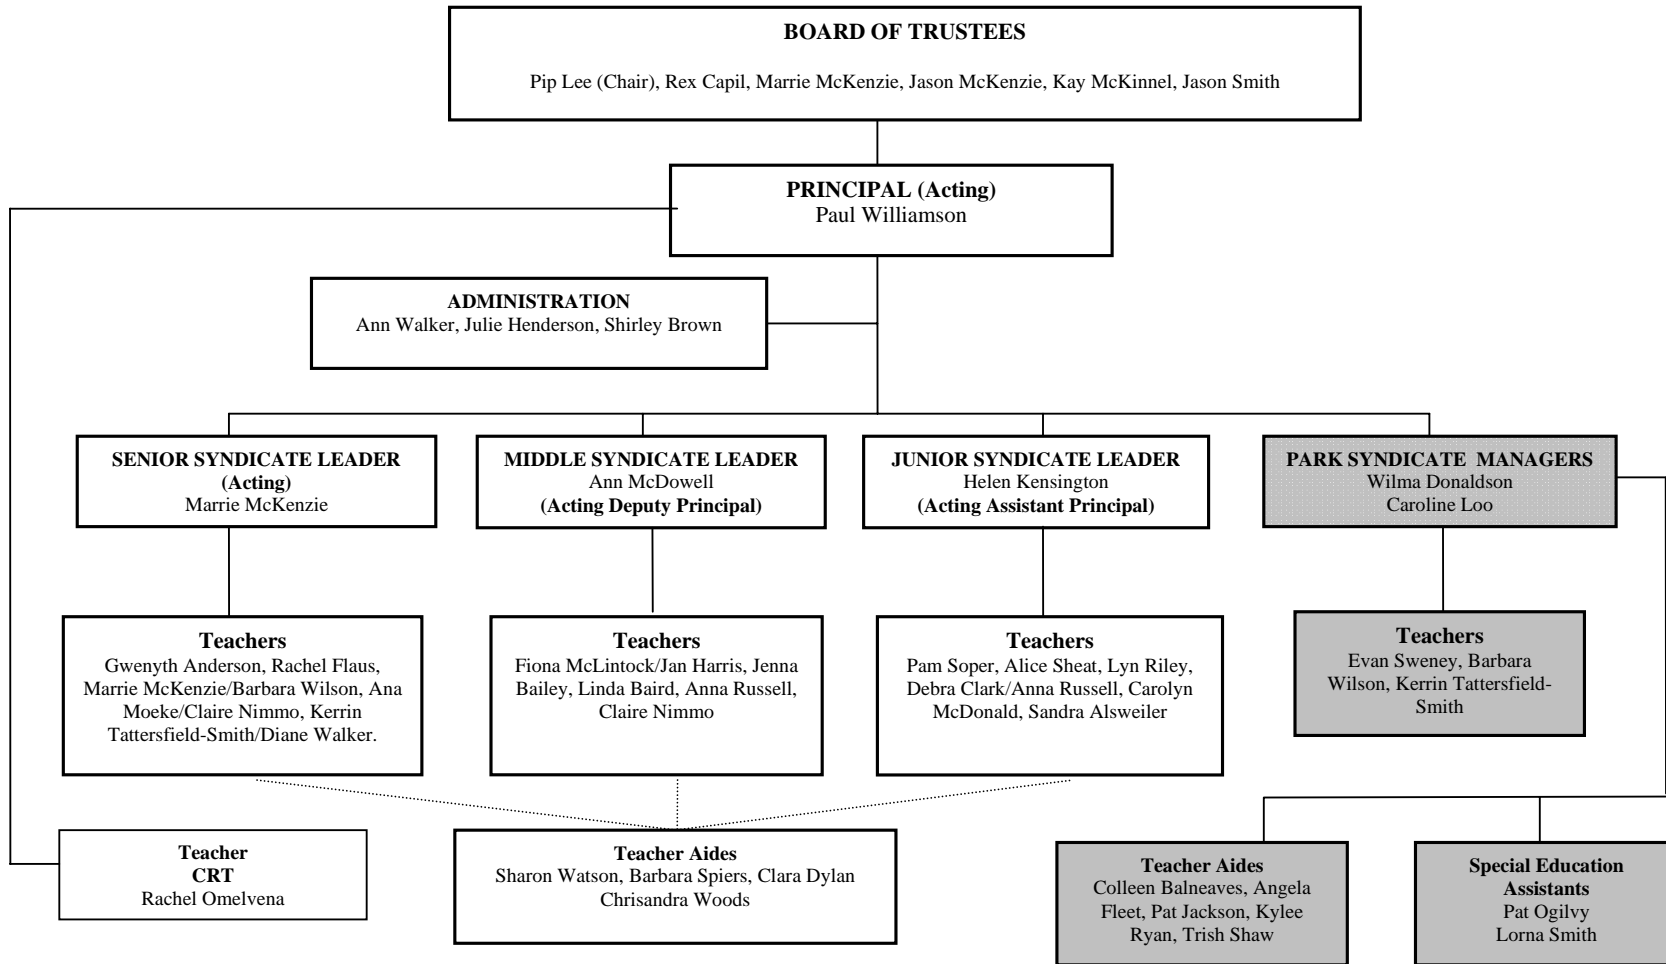 BOARD OF TRUSTEES
Pip Lee (Chair), Rex Capil, Marrie McKenzie, Jason McKenzie, Kay McKinnel, Jason Smith
PRINCIPAL (Acting)
Paul Williamson
ADMINISTRATION
Ann Walker, Julie Henderson, Shirley Brown
SENIOR SYNDICATE LEADER
(Acting)
Marrie McKenzie
MIDDLE SYNDICATE LEADER
Ann McDowell
(Acting Deputy Principal)
JUNIOR SYNDICATE LEADER
Helen Kensington
(Acting Assistant Principal)
PARK SYNDICATE  MANAGERS
Wilma Donaldson
Caroline Loo
Teachers
Gwenyth Anderson, Rachel Flaus,
Marrie McKenzie/Barbara Wilson, Ana
Moeke/Claire Nimmo, Kerrin
Tattersfield-Smith/Diane Walker.
Teachers
Fiona McLintock/Jan Harris, Jenna
Bailey, Linda Baird, Anna Russell,
Claire Nimmo
Teachers
Pam Soper, Alice Sheat, Lyn Riley,
Debra Clark/Anna Russell, Carolyn
McDonald, Sandra Alsweiler
Teachers
Evan Sweney, Barbara
Wilson, Kerrin Tattersfield-
Smith
Teacher
CRT
Rachel Omelvena
Teacher Aides
Sharon Watson, Barbara Spiers, Clara Dylan
Chrisandra Woods
Teacher Aides
Colleen Balneaves, Angela
Fleet, Pat Jackson, Kylee
Ryan, Trish Shaw
Special Education
Assistants
Pat Ogilvy
Lorna Smith